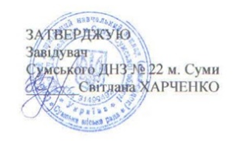 ЗАТВЕРДЖУЮ
Завідувач
Сумського ДНЗ № 22 м. Суми
Світлана ХАРЧЕНКО